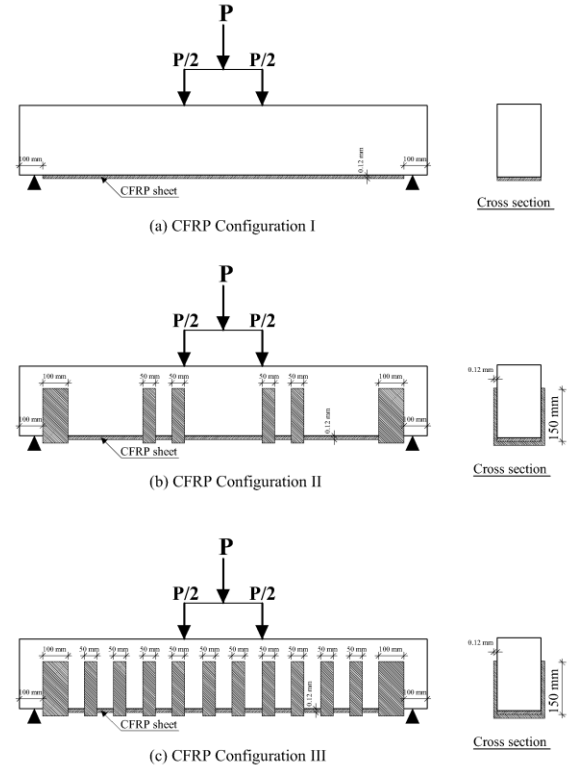 P
P/2 P/2
100 mm 0.12 mm 100 mm
CFRP sheet
Cross section
(a) CFRP Configuration I
P
P/2 P/2
100 mm 50 mm 50 mm 50 mm 50 mm 100 mm
0.12 mm
100 mm 0.12 mm 100 mm
150 mm
CFRP sheet
Cross section
(b) CFRP Configuration II
P
P/2 P/2
100 mm 50 mm 50 mm 50 mm 50 mm 50 mm 50 mm 50 mm 50 mm 50 mm 50 mm 100 mm
0.12 mm
100 mm 0.12 mm 100 mm
150 mm
CFRP sheet
Cross section
(c) CFRP Configuration III